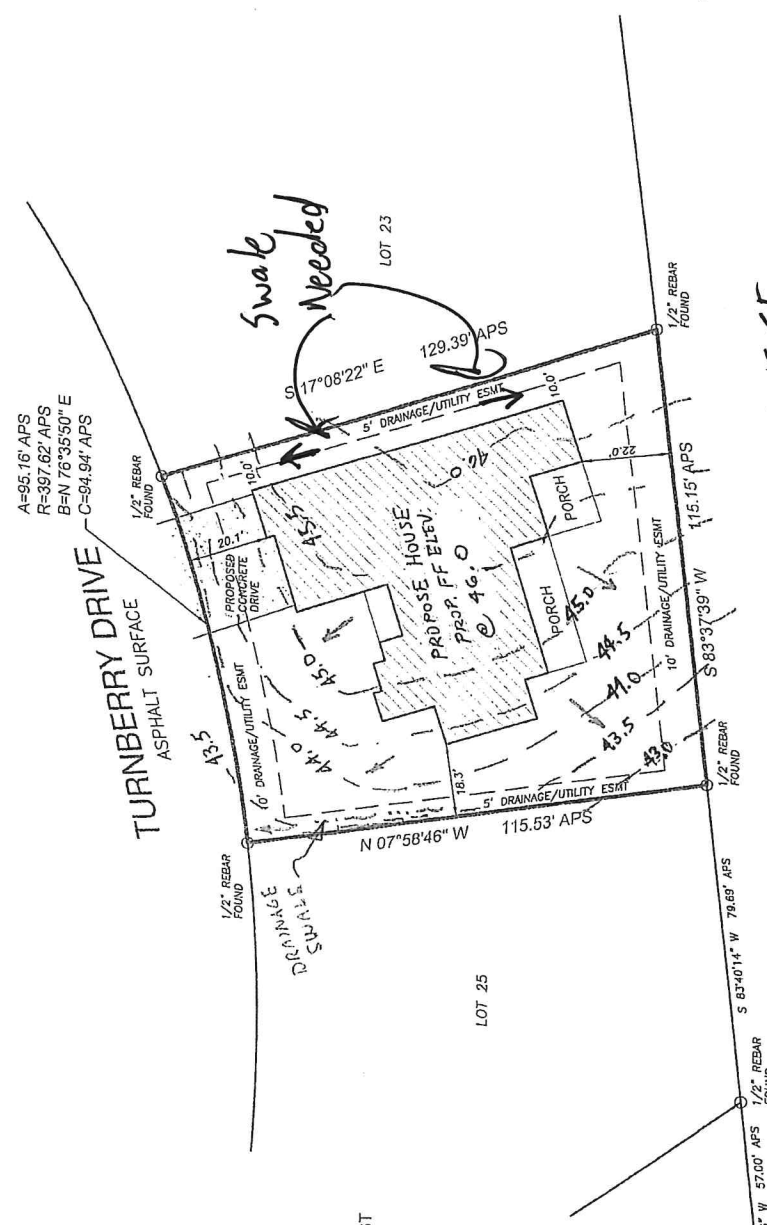 A=95.16' APS
R=397.62' APS
B=N 76°35'50" E
C=94.94' APS
TURNBERRY DRIVE
ASPHALT SURFACE
1/2" REBAR
FOUND
1/2" REBAR
FOUND
Swale
Needed
LOT 23
S 17°08'22" E
129.39' APS
5' DRAINAGE/UTILITY ESMT
10.0'
10.0'
20.1'
PROPOSED
CONCRETE
DRIVE
10' DRAINAGE/UTILITY ESMT
43.5
44.0
44.5
45.0
45.5
46.0
PROPOSE HOUSE
PROP. FF ELEV.
@ 46.0
PORCH
PORCH
22.0'
45.0
44.5
44.0
43.5
43.0
18.3'
10' DRAINAGE/UTILITY ESMT
S 83°37'39" W
115.15' APS
1/2" REBAR
FOUND
5' DRAINAGE/UTILITY ESMT
N 07°58'46" W
115.53' APS
DRAINAGE
SWALE
1/2" REBAR
FOUND
LOT 25
S 83°40'14" W 79.69' APS
1/2" REBAR
FOUND
W 57.00' APS
ST